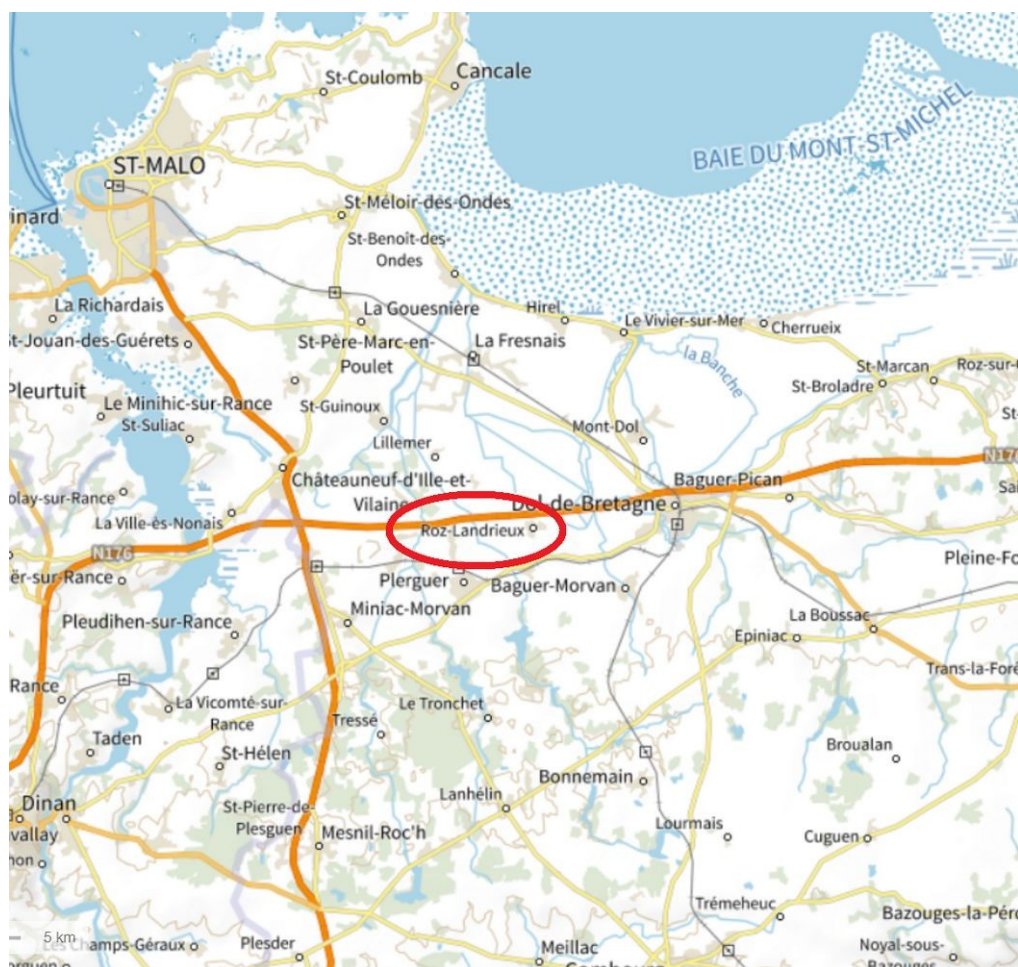 St-Coulomb
Cancale
ST-MALO
BAIE DU MONT-ST-MICHEL
inard
St-Méloir-des-Ondes
St-Benoît-des-
Ondes
La Richardais
La Gouesnière
Hirel
Le Vivier-sur-Mer
Cherrueix
St-Jouan-des-Guérets
St-Père-Marc-en-
Poulet
La Fresnais
la Banche
St-Marcan
Roz-sur-
St-Broladre
Pleurtuit
Le Minihic-sur-Rance
St-Suliac
St-Guinoux
Lillemer
Mont-Dol
Châteauneuf-d'Ille-et-
Vilaine
Baguer-Pican
N176
olay-sur-Rance
La Ville-ès-Nonais
Roz-Landrieux
Dol-de-Bretagne
N176
Plerguer
Baguer-Morvan
Pleine-Fo
ër-sur-Rance
Miniac-Morvan
Pleudihen-sur-Rance
La Boussac
Epiniac
Trans-la-Forê
Rance
La Vicomté-sur-
Rance
Le Tronchet
Tressé
Taden
St-Hélen
Broualan
Bonnemain
Lanhélin
Dinan
vallay
St-Pierre-de-
Plesguen
Mesnil-Roc'h
Lourmais
Cuguen
Trémeheuc
Bazouges-la-Péro
5 km
amps-Géraux
Plesder
Meillac
Noyal-sous-